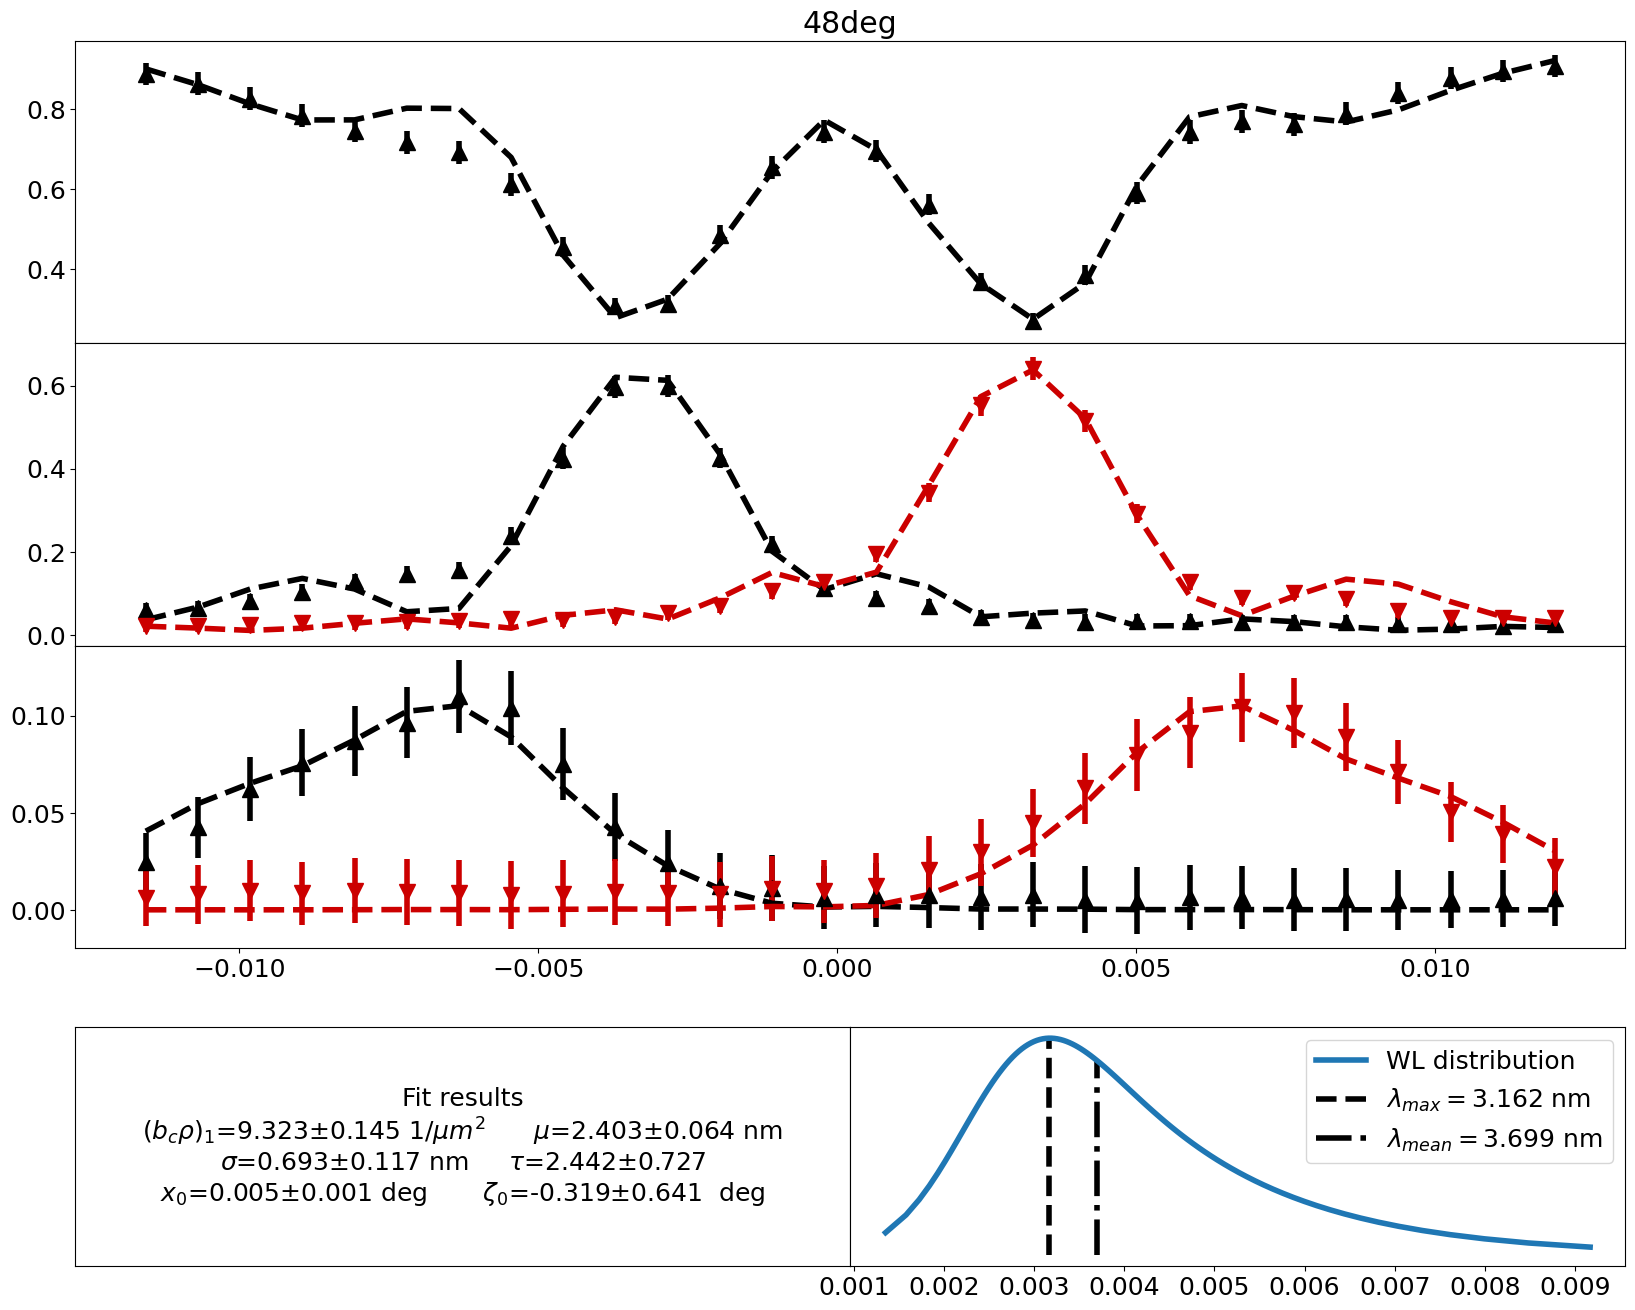 48deg
0.8
0.6
0.4
0.6
0.4
0.2
0.0
0.10
0.05
0.00
−0.010 −0.005 0.000 0.005 0.010
Fit results
(b_cρ)_1=9.323±0.145 1/μm^2 μ=2.403±0.064 nm
σ=0.693±0.117 nm τ=2.442±0.727
x_0=0.005±0.001 deg ζ_0=-0.319±0.641 deg
WL distribution
λ_max = 3.162 nm
λ_mean = 3.699 nm
0.001 0.002 0.003 0.004 0.005 0.006 0.007 0.008 0.009